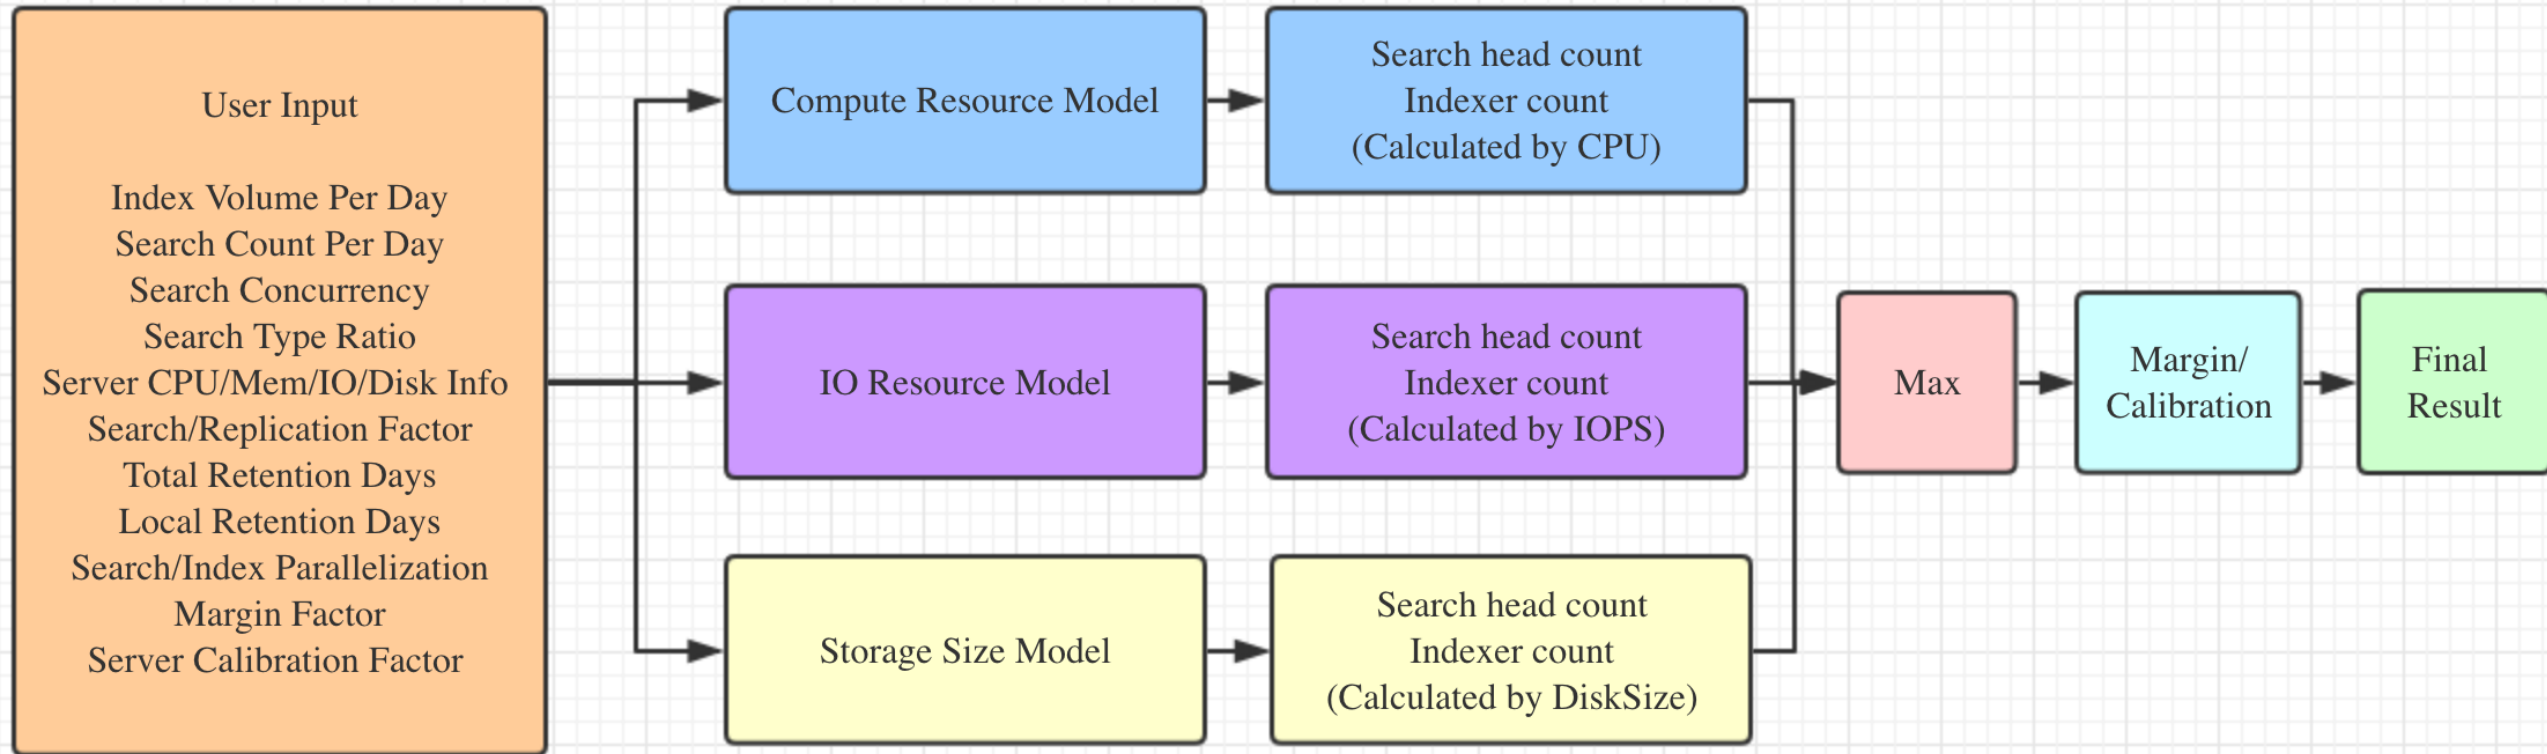 User Input
Index Volume Per Day
Search Count Per Day
Search Concurrency
Search Type Ratio
Server CPU/Mem/IO/Disk Info
Search/Replication Factor
Total Retention Days
Local Retention Days
Search/Index Parallelization
Margin Factor
Server Calibration Factor
Compute Resource Model
Search head count
Indexer count
(Calculated by CPU)
IO Resource Model
Search head count
Indexer count
(Calculated by IOPS)
Storage Size Model
Search head count
Indexer count
(Calculated by DiskSize)
Max
Margin/
Calibration
Final
Result